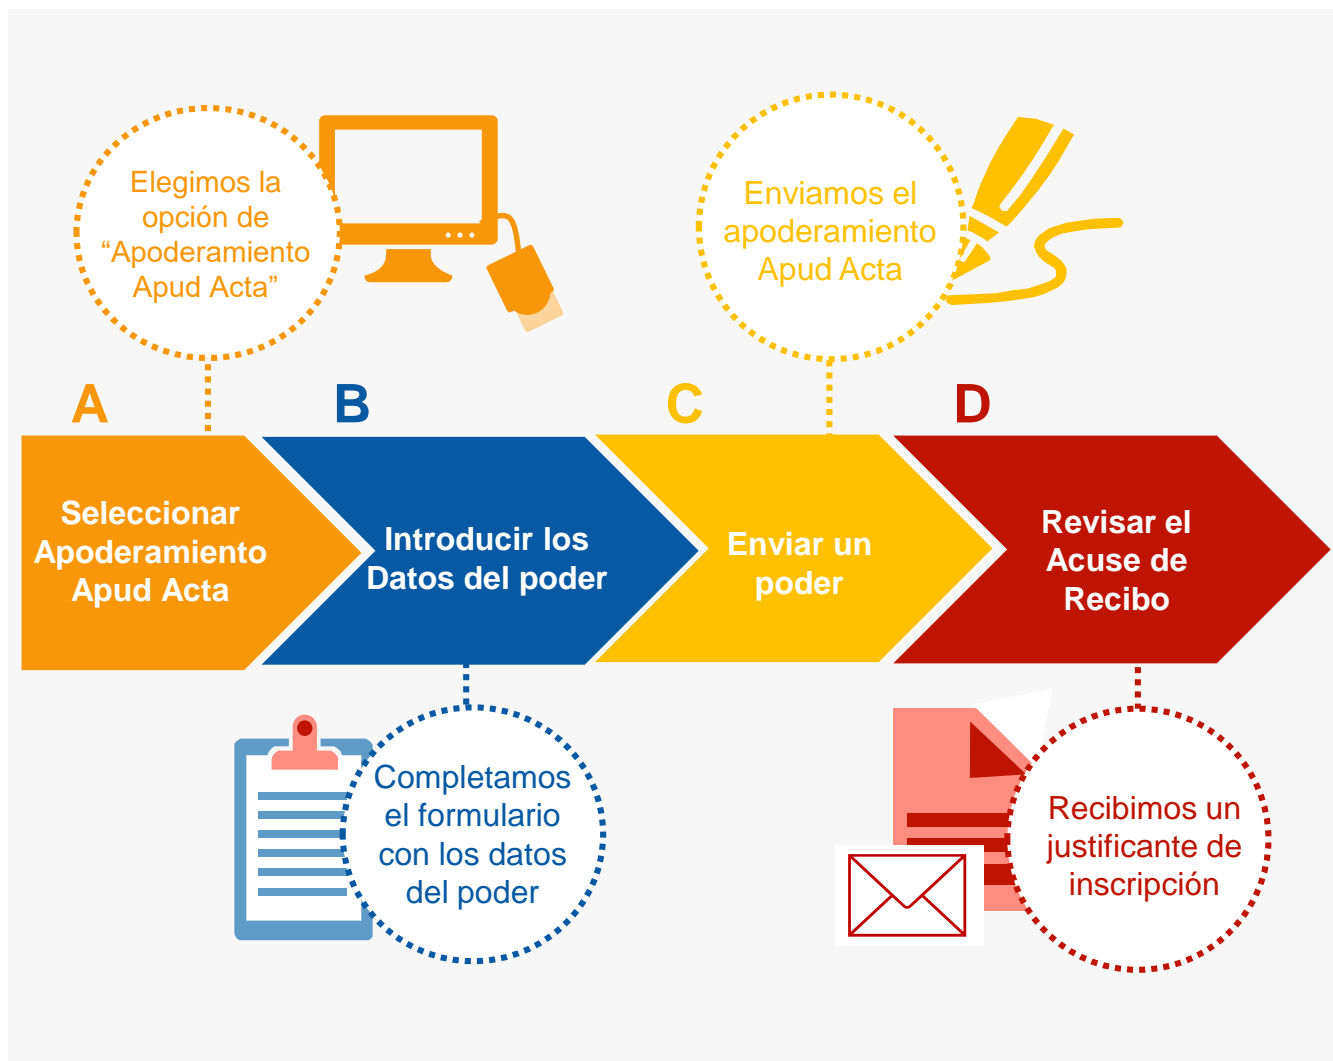 Elegimos la
opción de
“Apoderamiento
Apud Acta”
Enviamos el
apoderamiento
Apud Acta
A
B
C
D
Seleccionar
Apoderamiento
Apud Acta
Introducir los
Datos del poder
Enviar un
poder
Revisar el
Acuse de
Recibo
Completamos
el formulario
con los datos
del poder
Recibimos un
justificante de
inscripción